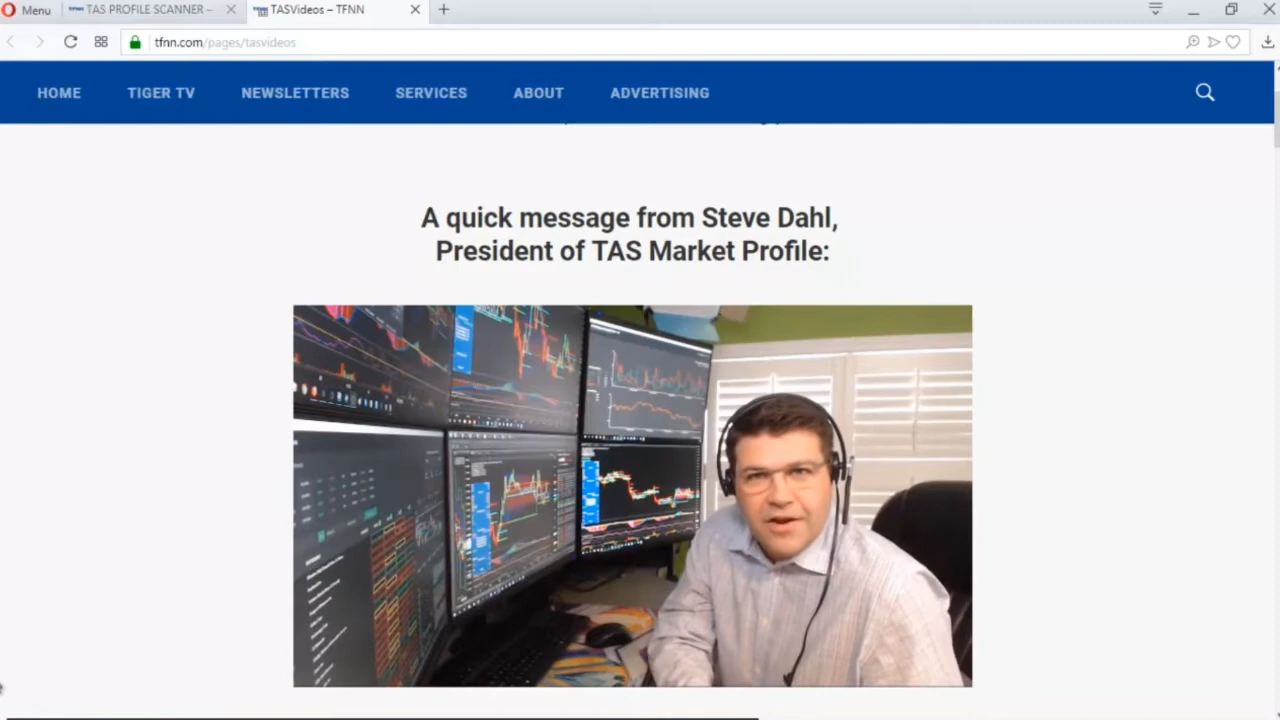 Menu
TAS PROFILE SCANNER –
TASVideos – TFNN
tfnn.com/pages/tasvideos
HOME
TIGER TV
NEWSLETTERS
SERVICES
ABOUT
ADVERTISING
A quick message from Steve Dahl,
President of TAS Market Profile: